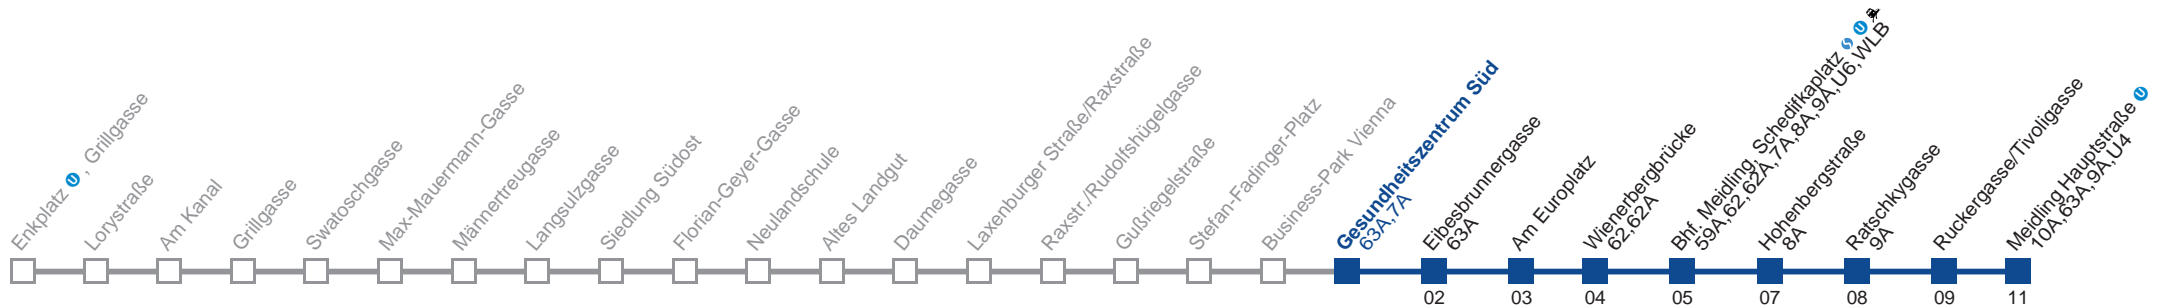 Enkplatz U , Grillgasse
Lorystraße
Am Kanal
Grillgasse
Swatoschgasse
Max-Mauermann-Gasse
Männertreugasse
Langsulzgasse
Siedlung Südost
Florian-Geyer-Gasse
Neulandschule
Altes Landgut
Daumegasse
Laxenburger Straße/Raxstraße
Raxstr./Rudolfshügelgasse
Gußriegelstraße
Stefan-Fadinger-Platz
Business-Park Vienna
Gesundheitszentrum Süd
63A,7A
Eibesbrunnergasse
63A
Am Europlatz
Wienerbergbrücke
62,62A
Bhf. Meidling, Schedifkaplatz S U
59A,62,62A,7A,8A,9A,U6,WLB
Hohenbergstraße
8A
Ratschkygasse
9A
Ruckergasse/Tivoligasse
Meidling Hauptstraße U
10A,63A,9A,U4
02
03
04
05
07
08
09
11